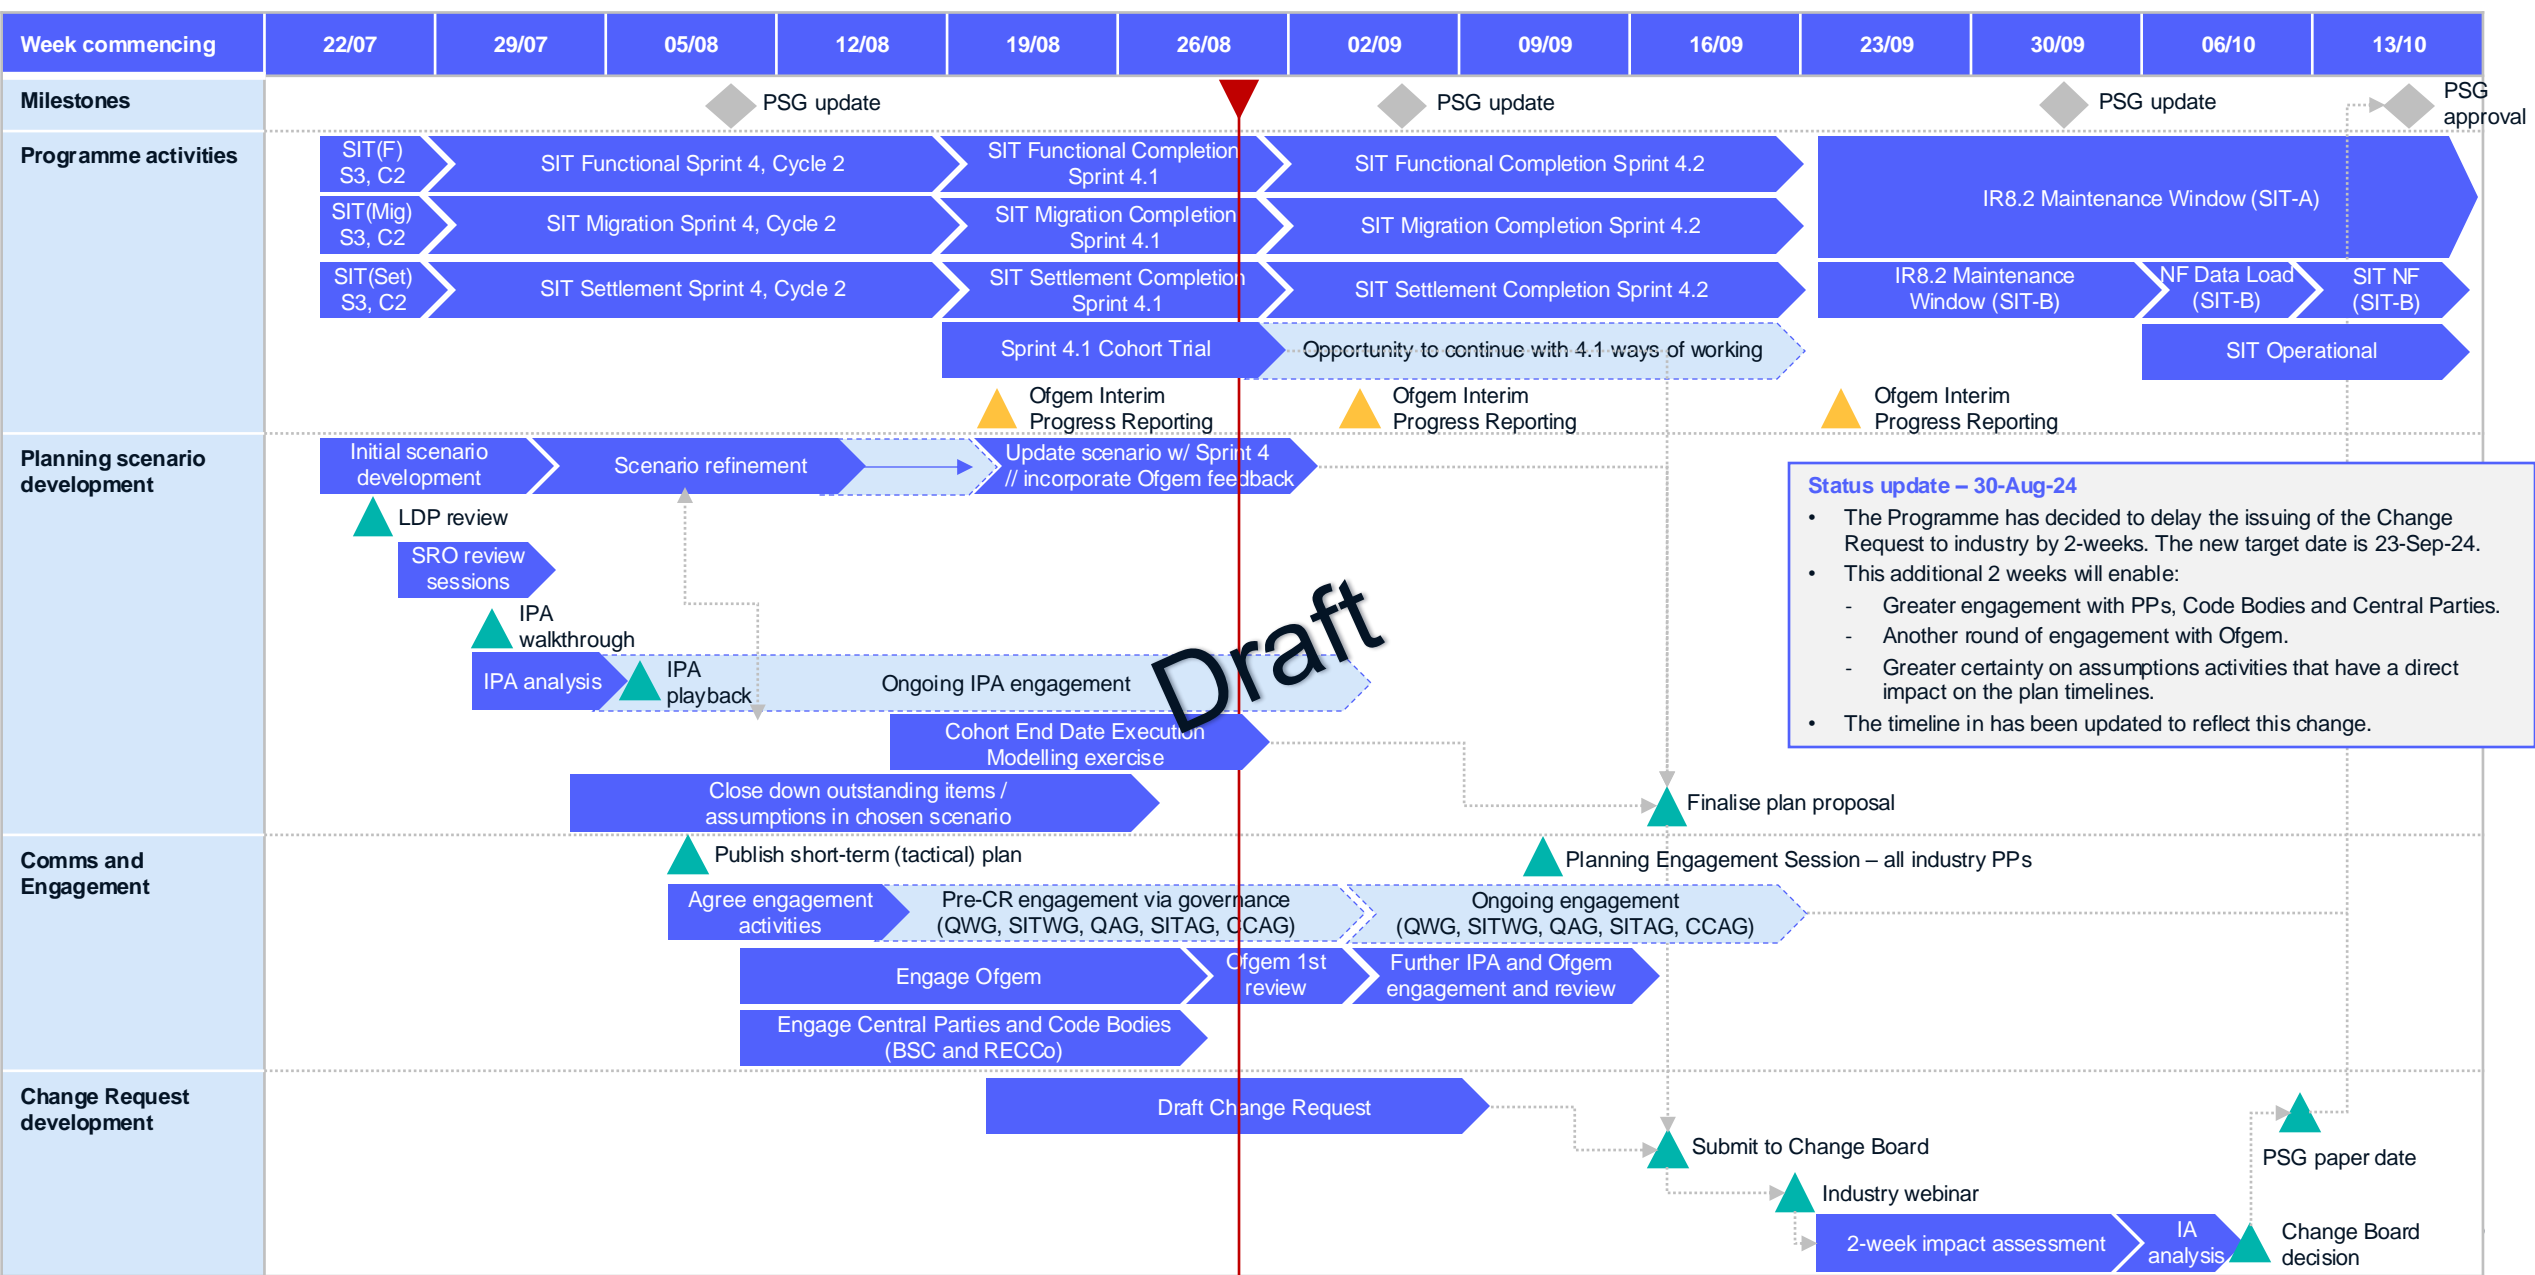 Week commencing
22/07
29/07
05/08
12/08
19/08
26/08
02/09
09/09
16/09
23/09
30/09
06/10
13/10
Milestones
PSG update
PSG update
PSG update
PSG
approval
Programme activities
SIT(F)
S3, C2
SIT Functional Sprint 4, Cycle 2
SIT Functional Completion
Sprint 4.1
SIT Functional Completion Sprint 4.2
IR8.2 Maintenance Window (SIT-A)
SIT(Mig)
S3, C2
SIT Migration Sprint 4, Cycle 2
SIT Migration Completion
Sprint 4.1
SIT Migration Completion Sprint 4.2
SIT(Set)
S3, C2
SIT Settlement Sprint 4, Cycle 2
SIT Settlement Completion
Sprint 4.1
SIT Settlement Completion Sprint 4.2
IR8.2 Maintenance
Window (SIT-B)
NF Data Load
(SIT-B)
SIT NF
(SIT-B)
Sprint 4.1 Cohort Trial
Opportunity to continue with 4.1 ways of working
SIT Operational
Ofgem Interim
Progress Reporting
Ofgem Interim
Progress Reporting
Ofgem Interim
Progress Reporting
Planning scenario
development
Initial scenario
development
Scenario refinement
Update scenario w/ Sprint 4
// incorporate Ofgem feedback
LDP review
SRO review
sessions
IPA
walkthrough
IPA analysis
IPA
playback
Ongoing IPA engagement
Draft
Cohort End Date Execution
Modelling exercise
Close down outstanding items /
assumptions in chosen scenario
Finalise plan proposal
Status update – 30-Aug-24
• The Programme has decided to delay the issuing of the Change
Request to industry by 2-weeks. The new target date is 23-Sep-24.
• This additional 2 weeks will enable:
- Greater engagement with PPs, Code Bodies and Central Parties.
- Another round of engagement with Ofgem.
- Greater certainty on assumptions activities that have a direct
impact on the plan timelines.
• The timeline in has been updated to reflect this change.
Comms and
Engagement
Publish short-term (tactical) plan
Planning Engagement Session – all industry PPs
Agree engagement
activities
Pre-CR engagement via governance
(QWG, SITWG, QAG, SITAG, CCAG)
Ongoing engagement
(QWG, SITWG, QAG, SITAG, CCAG)
Engage Ofgem
Ofgem 1st
review
Further IPA and Ofgem
engagement and review
Engage Central Parties and Code Bodies
(BSC and RECCo)
Change Request
development
Draft Change Request
Submit to Change Board
PSG paper date
Industry webinar
2-week impact assessment
IA
analysis
Change Board
decision